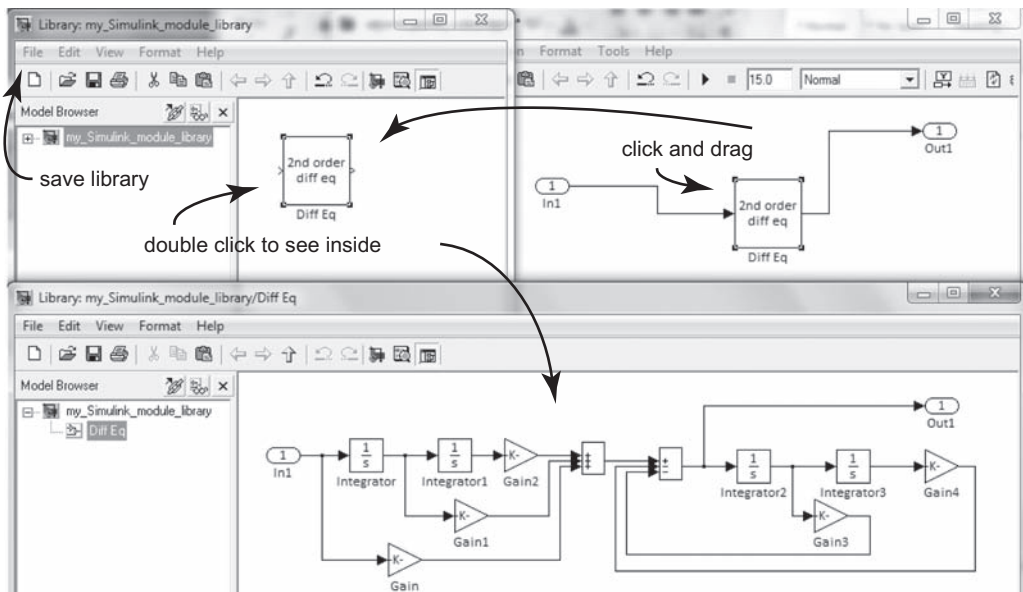 Library: my_Simulink_module_library
File Edit View Format Help
Model Browser
my_Simulink_module_library
save library
2nd order
diff eq
Diff Eq
double click to see inside
Format Tools Help
15.0
Normal
click and drag
1
In1
2nd order
diff eq
Diff Eq
1
Out1
Library: my_Simulink_module_library/Diff Eq
File Edit View Format Help
Model Browser
my_Simulink_module_library
Diff Eq
1
In1
1
s
Integrator
1
s
Integrator1
K-
Gain2
K-
Gain1
K-
Gain
+
+
+
+
-
-
1
Out1
1
s
Integrator2
1
s
Integrator3
K-
Gain4
K-
Gain3